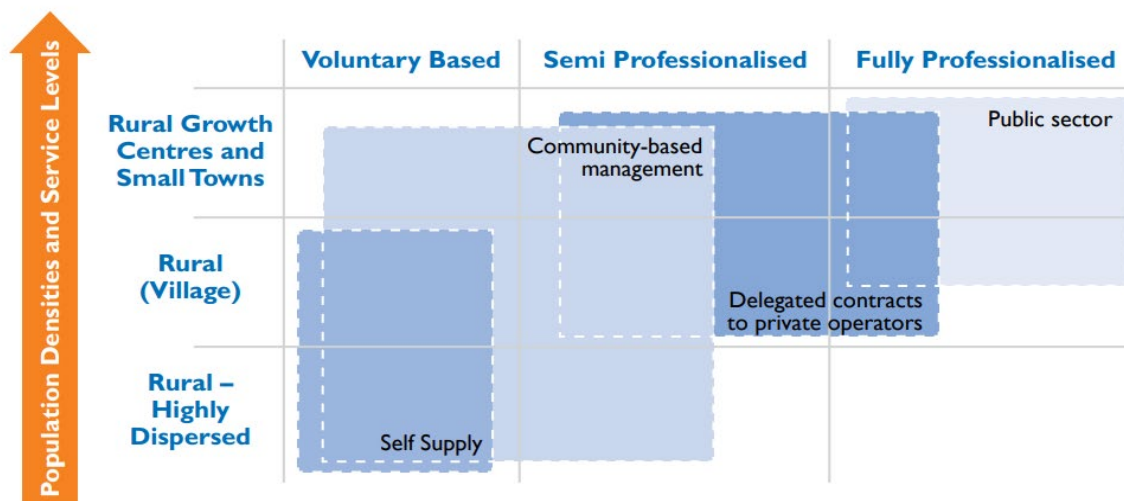 Population Densities and Service Levels
Voluntary Based
Semi Professionalised
Fully Professionalised
Rural Growth
Centres and
Small Towns
Community-based
management
Public sector
Rural
(Village)
Delegated contracts
to private operators
Rural –
Highly
Dispersed
Self Supply